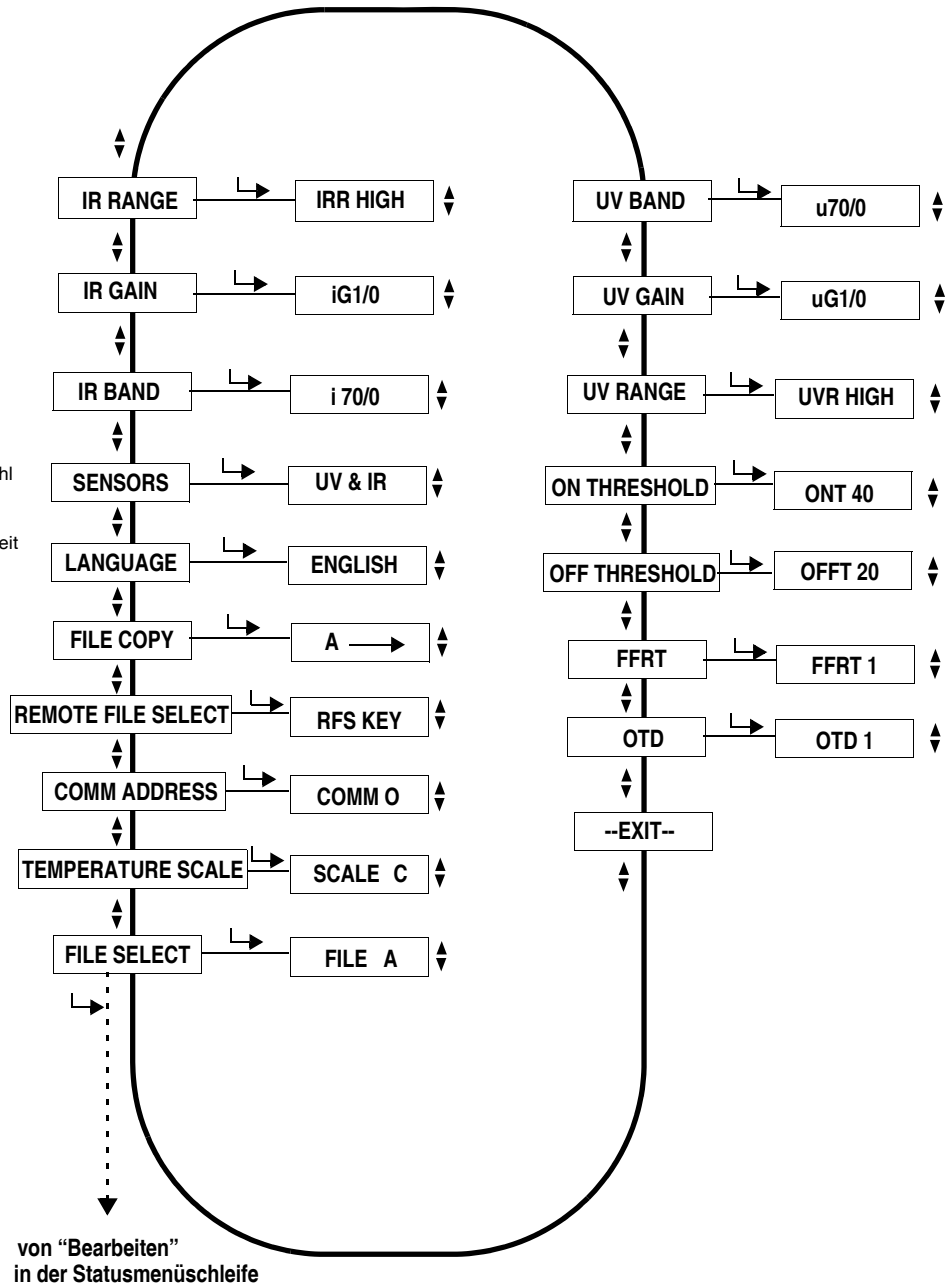 IR RANGE
IRR HIGH
IR GAIN
iG1/0
IR BAND
i 70/0
hl
SENSORS
UV & IR
eit
LANGUAGE
ENGLISH
FILE COPY
A
REMOTE FILE SELECT
RFS KEY
COMM ADDRESS
COMM O
TEMPERATURE SCALE
SCALE C
FILE SELECT
FILE A
von “Bearbeiten”
in der Statusmenüschleife
UV BAND
u70/0
UV GAIN
uG1/0
UV RANGE
UVR HIGH
ON THRESHOLD
ONT 40
OFF THRESHOLD
OFFT 20
FFRT
FFRT 1
OTD
OTD 1
--EXIT--